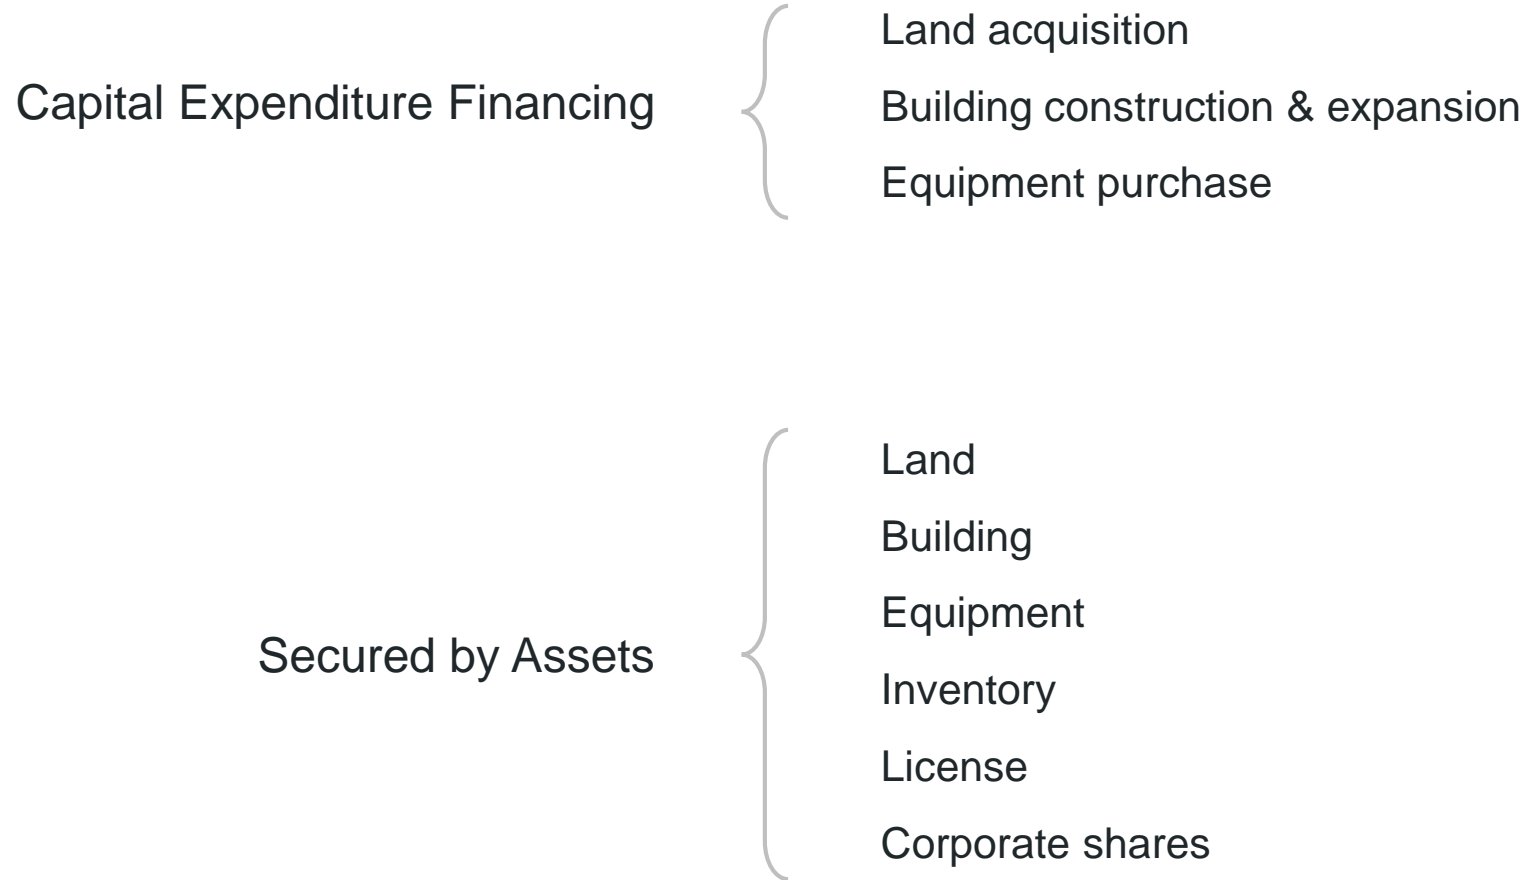 Capital Expenditure Financing
Land acquisition
Building construction & expansion
Equipment purchase
Secured by Assets
Land
Building
Equipment
Inventory
License
Corporate shares